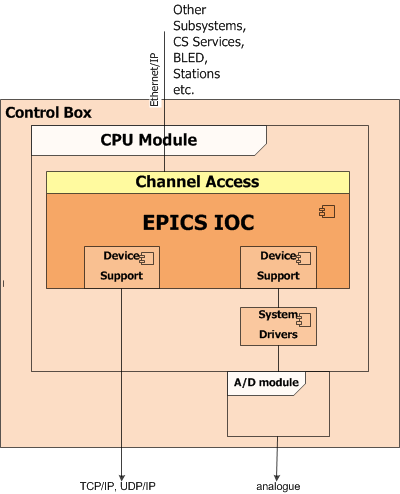 Other
Subsystems,
CS Services,
BLED,
Stations
etc.
Ethernet/IP
Control Box
CPU Module
Channel Access
EPICS IOC
Device
Support
Device
Support
System
Drivers
A/D module
TCP/IP, UDP/IP
analogue